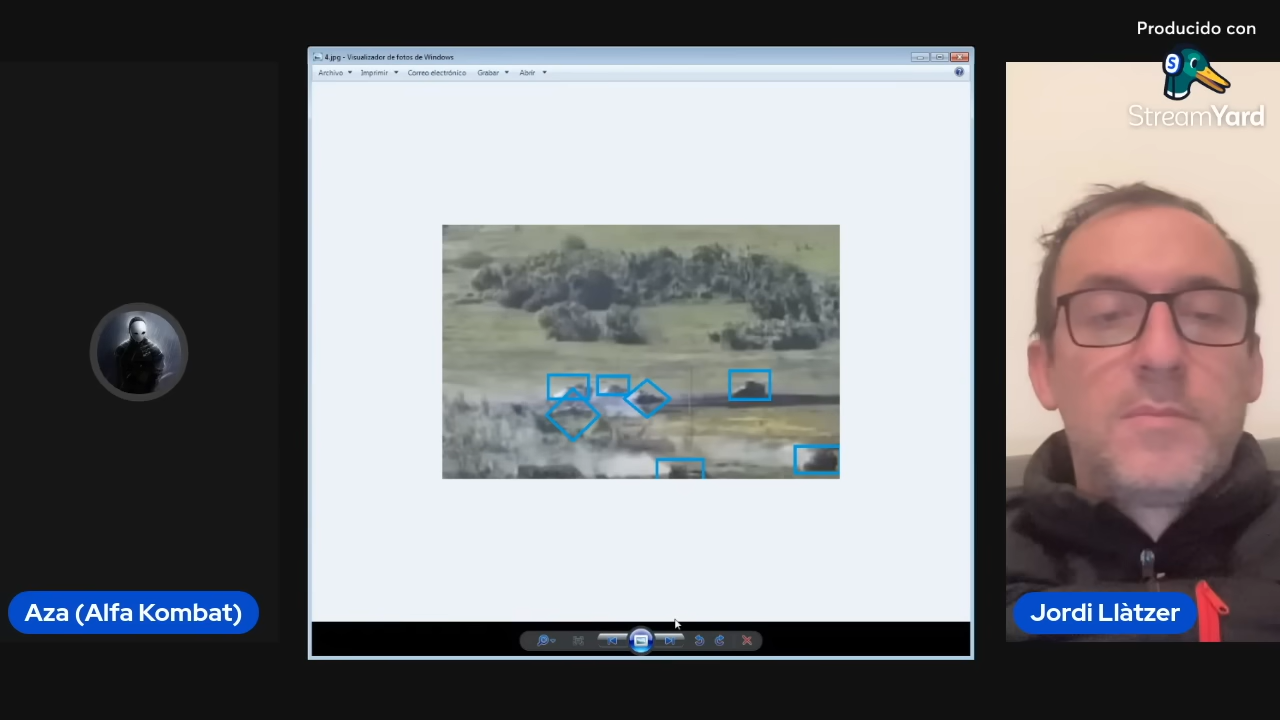 Producido con
StreamYard
4.jpg - Visualizador de fotos de Windows
Archivo Imprimir Correo electrónico Grabar Abrir
Aza (Alfa Kombat)
Jordi Llàtzer